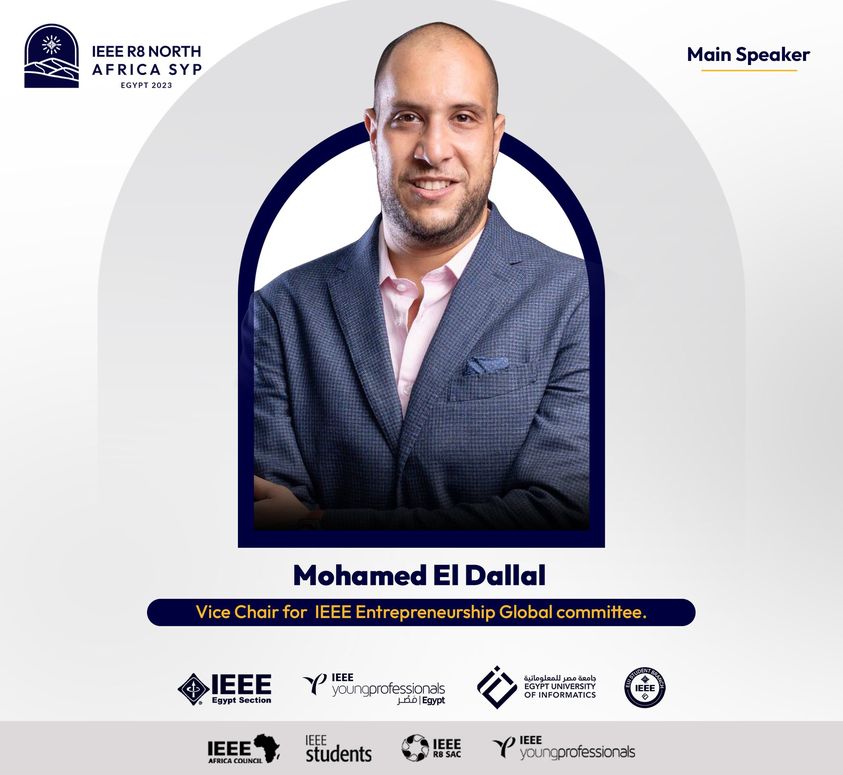 IEEE R8 NORTH
AFRICA SYP
EGYPT 2023
Main Speaker
Mohamed El Dallal
Vice Chair for IEEE Entrepreneurship Global committee.
IEEE
Egypt Section
IEEE
youngprofessionals
مصر | Egypt
جامعة مصر للمعلوماتية
EGYPT UNIVERSITY
OF INFORMATICS
IEEE
IEEE
AFRICA COUNCIL
IEEE
students
IEEE
R8 SAC
IEEE
youngprofessionals